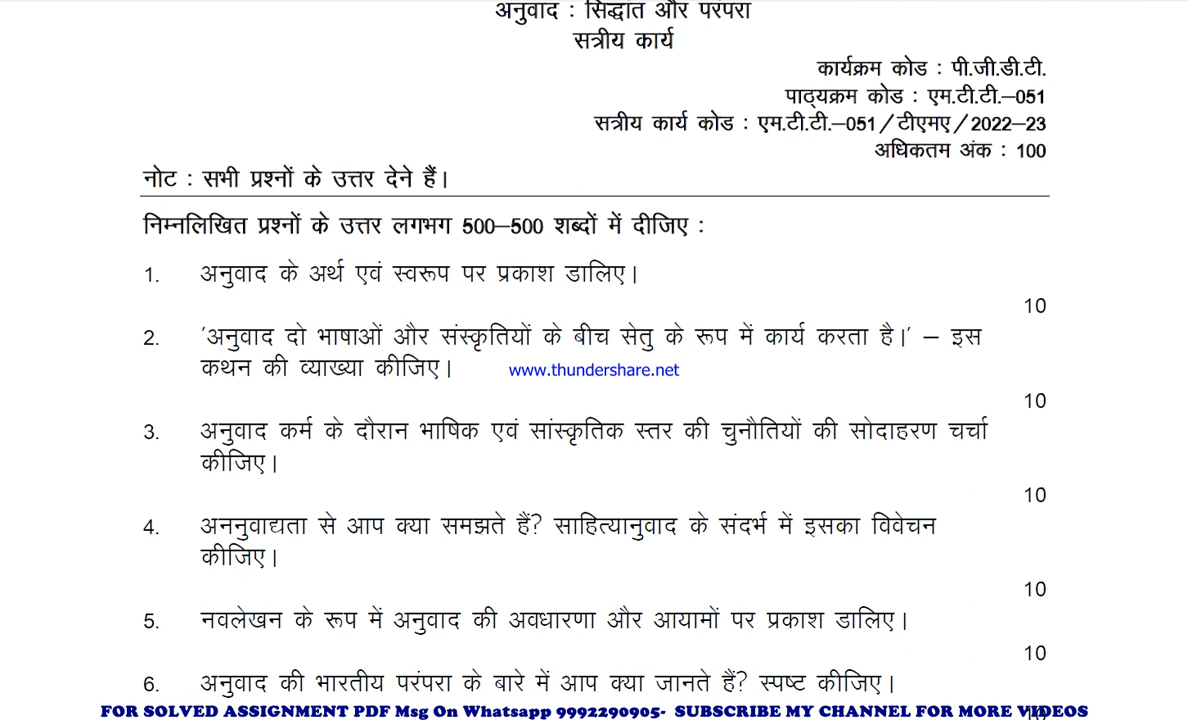 अनुवाद : सिद्धांत और परंपरा
सत्रीय कार्य
कार्यक्रम कोड : पी.जी.डी.टी.
पाठ्यक्रम कोड : एम.टी.टी.–051
सत्रीय कार्य कोड : एम.टी.टी.–051/टीएमए/2022–23
अधिकतम अंक : 100
नोट : सभी प्रश्नों के उत्तर देने हैं।
निम्नलिखित प्रश्नों के उत्तर लगभग 500–500 शब्दों में दीजिए :
1. अनुवाद के अर्थ एवं स्वरूप पर प्रकाश डालिए।
10
2. 'अनुवाद दो भाषाओं और संस्कृतियों के बीच सेतु के रूप में कार्य करता है।' – इस
कथन की व्याख्या कीजिए। www.thundershare.net
10
3. अनुवाद कर्म के दौरान भाषिक एवं सांस्कृतिक स्तर की चुनौतियों की सोदाहरण चर्चा
कीजिए।
10
4. अननुवाद्यता से आप क्या समझते हैं? साहित्यानुवाद के संदर्भ में इसका विवेचन
कीजिए।
10
5. नवलेखन के रूप में अनुवाद की अवधारणा और आयामों पर प्रकाश डालिए।
10
6. अनुवाद की भारतीय परंपरा के बारे में आप क्या जानते हैं? स्पष्ट कीजिए।
FOR SOLVED ASSIGNMENT PDF Msg On Whatsapp 9992290905- SUBSCRIBE MY CHANNEL FOR MORE VIDEOS